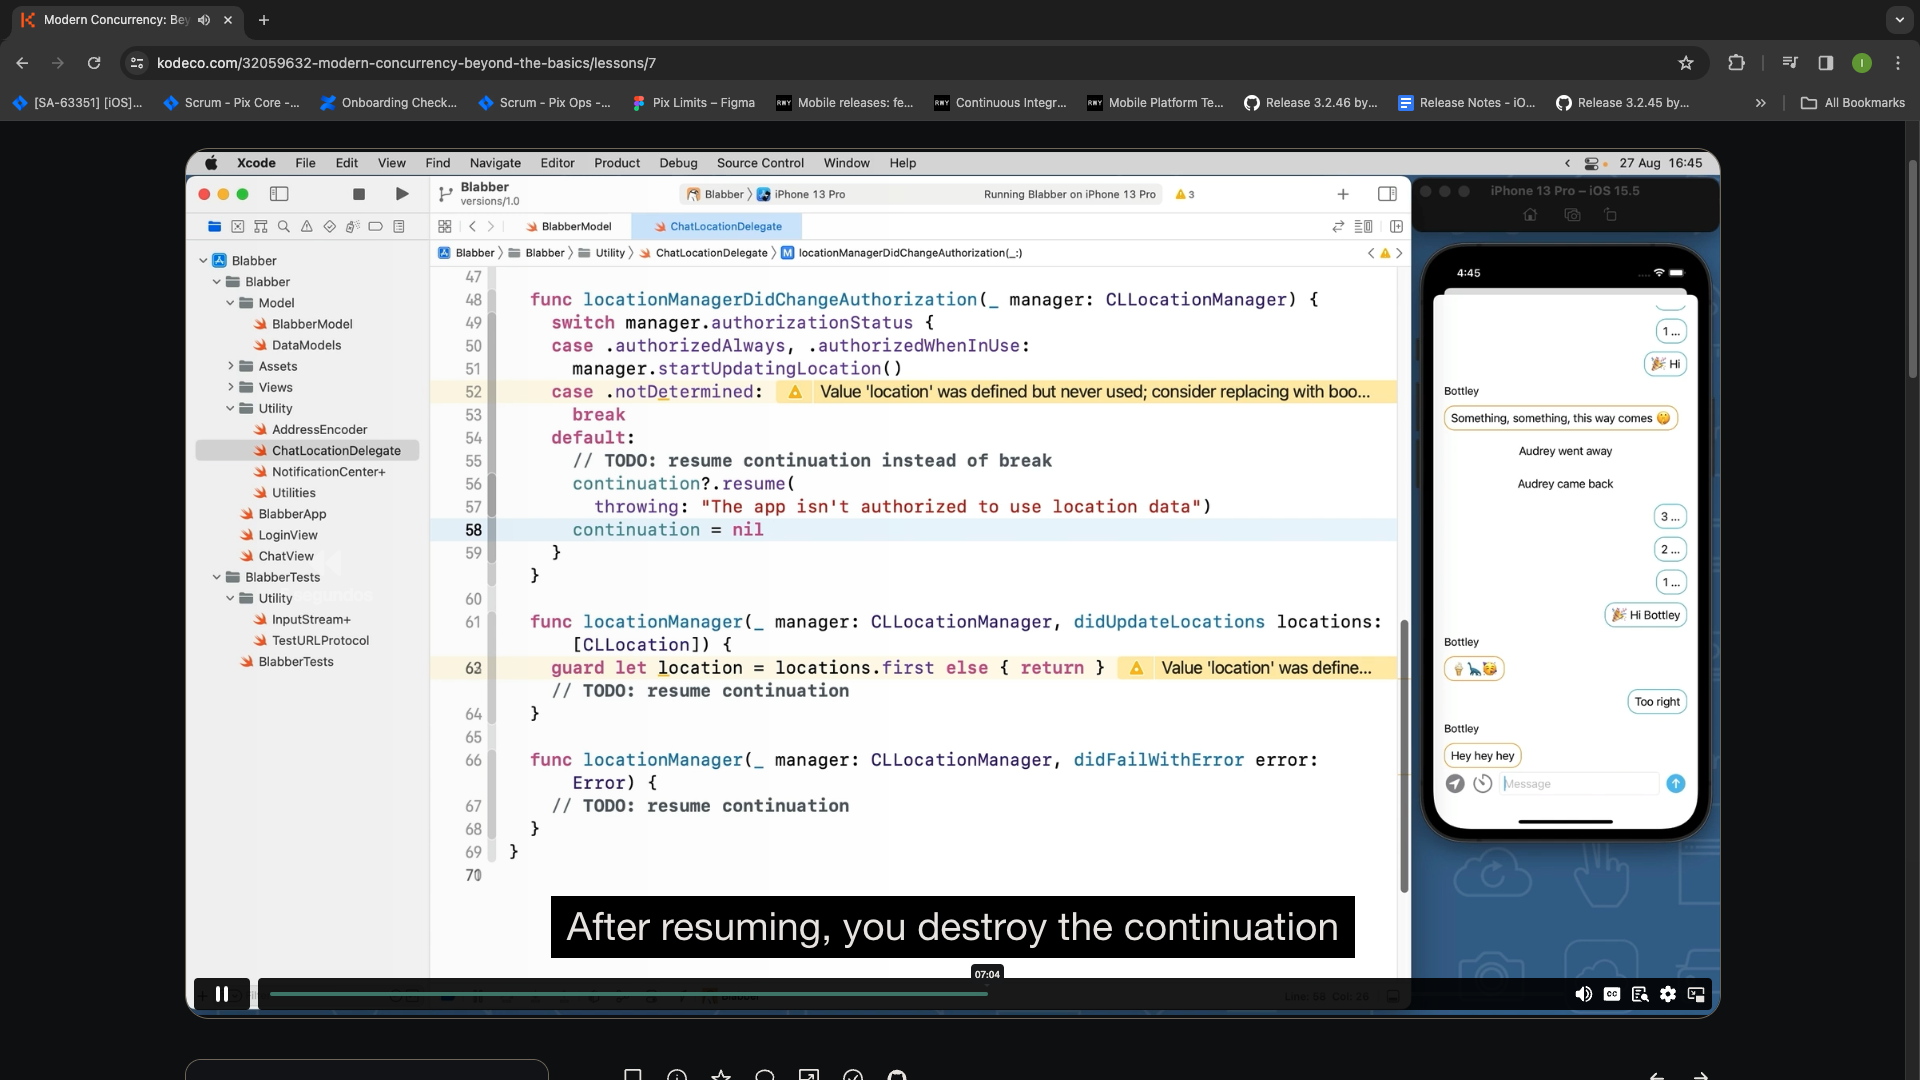 Modern Concurrency: Bey
kodeco.com/32059632-modern-concurrency-beyond-the-basics/lessons/7
I
[SA-63351] [iOS]...
Scrum - Pix Core -...
Onboarding Check...
Scrum - Pix Ops -...
Pix Limits – Figma
RWY Mobile releases: fe...
RWY Continuous Integr...
RWY Mobile Platform Te...
Release 3.2.46 by...
Release Notes - iO...
Release 3.2.45 by...
All Bookmarks
Xcode File Edit View Find Navigate Editor Product Debug Source Control Window Help
27 Aug 16:45
Blabber
versions/1.0
Blabber iPhone 13 Pro
Running Blabber on iPhone 13 Pro
3
iPhone 13 Pro – iOS 15.5
BlabberModel
ChatLocationDelegate
Blabber Blabber Utility ChatLocationDelegate M locationManagerDidChangeAuthorization(_:)
Blabber
Blabber
Model
BlabberModel
DataModels
Assets
Views
Utility
AddressEncoder
ChatLocationDelegate
NotificationCenter+
Utilities
BlabberApp
LoginView
ChatView
BlabberTests
Utility
InputStream+
TestURLProtocol
BlabberTests
47
48 func locationManagerDidChangeAuthorization(_ manager: CLLocationManager) {
49 switch manager.authorizationStatus {
50 case .authorizedAlways, .authorizedWhenInUse:
51 manager.startUpdatingLocation()
52 case .notDetermined: Value 'location' was defined but never used; consider replacing with boo...
53 break
54 default:
55 // TODO: resume continuation instead of break
56 continuation?.resume(
57 throwing: "The app isn't authorized to use location data")
58 continuation = nil
59 }
}
60
61 func locationManager(_ manager: CLLocationManager, didUpdateLocations locations:
[CLLocation]) {
guard let location = locations.first else { return } Value 'location' was define...
// TODO: resume continuation
64 }
65
66 func locationManager(_ manager: CLLocationManager, didFailWithError error:
Error) {
67 // TODO: resume continuation
68 }
69 }
4:45
1 ...
🎉 Hi
Bottley
Something, something, this way comes 🤭
Audrey went away
Audrey came back
3 ...
2 ...
1 ...
🎉 Hi Bottley
Bottley
🍦🦕🥳
Too right
Bottley
Hey hey hey
Message
After resuming, you destroy the continuation
07:04
CC